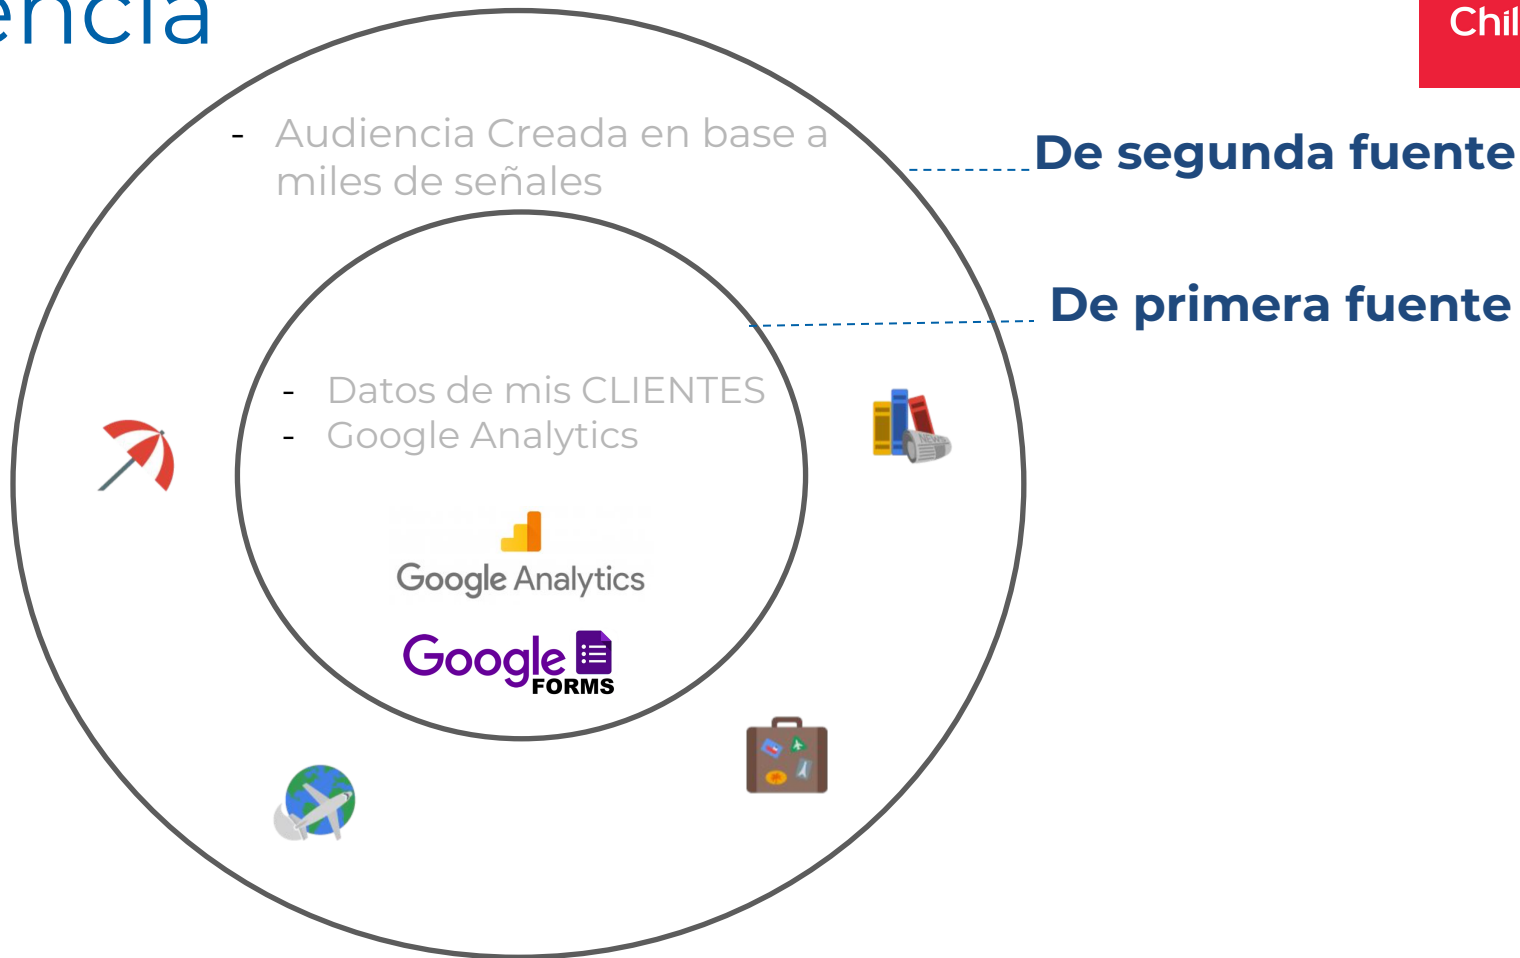 encia
Chil
- Audiencia Creada en base a
miles de señales
De segunda fuente
De primera fuente
- Datos de mis CLIENTES
- Google Analytics
NEWS
Google Analytics
Google
FORMS